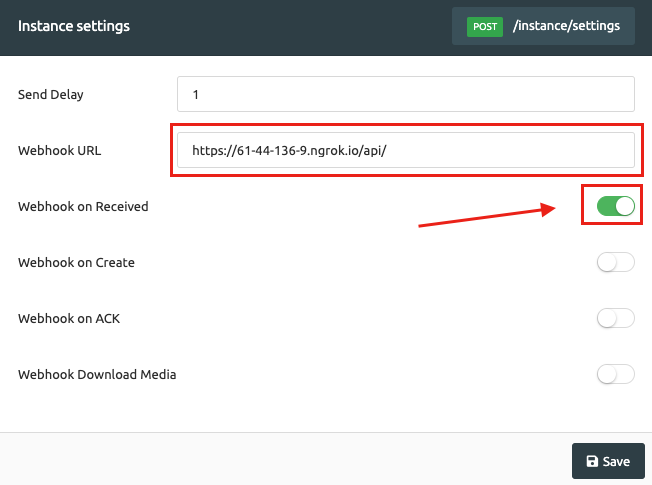 Instance settings
POST /instance/settings
Send Delay 1
Webhook URL https://61-44-136-9.ngrok.io/api/
Webhook on Received
Webhook on Create
Webhook on ACK
Webhook Download Media
Save